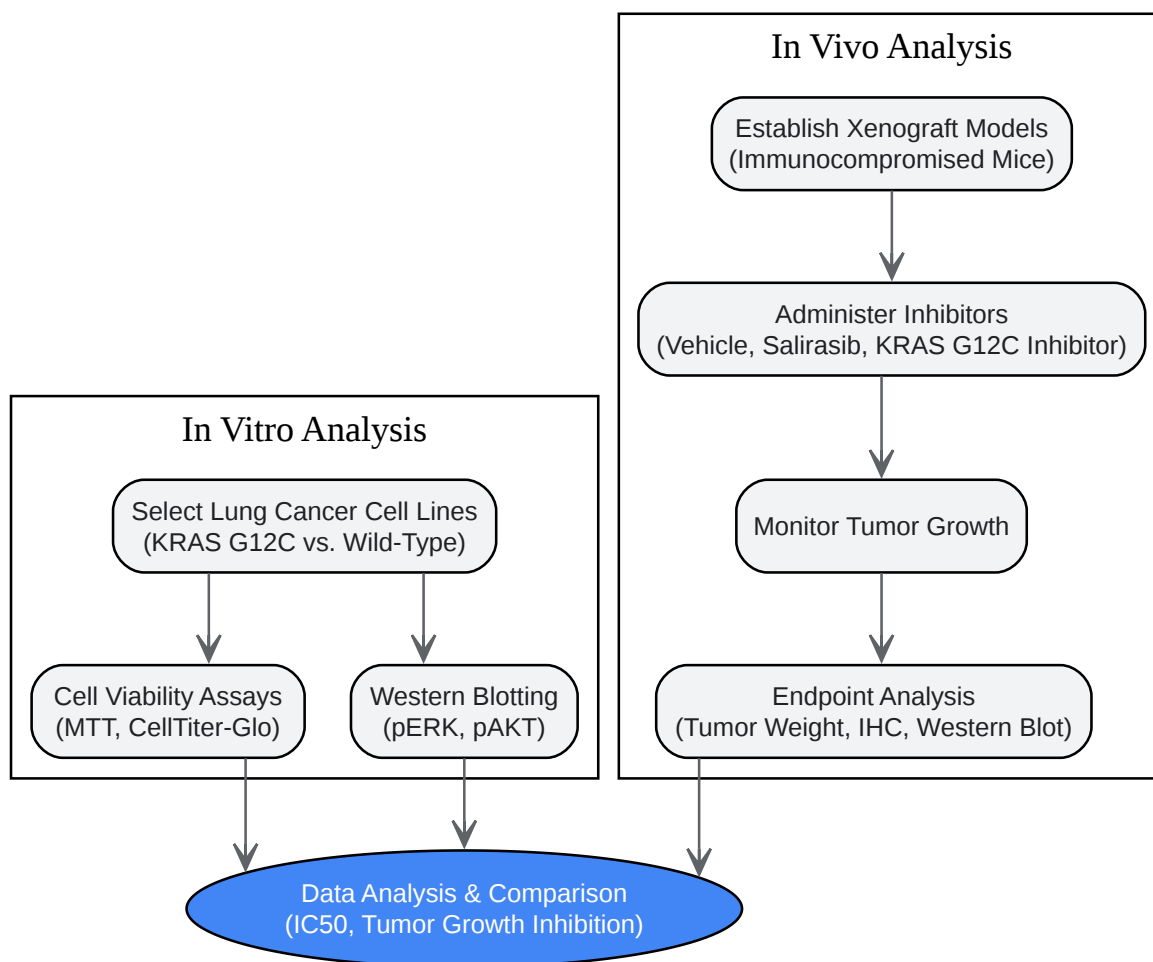 In Vivo Analysis
Establish Xenograft Models
(Immunocompromised Mice)
Administer Inhibitors
(Vehicle, Salirasib, KRAS G12C Inhibitor)
Monitor Tumor Growth
Endpoint Analysis
(Tumor Weight, IHC, Western Blot)
In Vitro Analysis
Select Lung Cancer Cell Lines
(KRAS G12C vs. Wild-Type)
Cell Viability Assays
(MTT, CellTiter-Glo)
Western Blotting
(pERK, pAKT)
Data Analysis & Comparison
(IC50, Tumor Growth Inhibition)